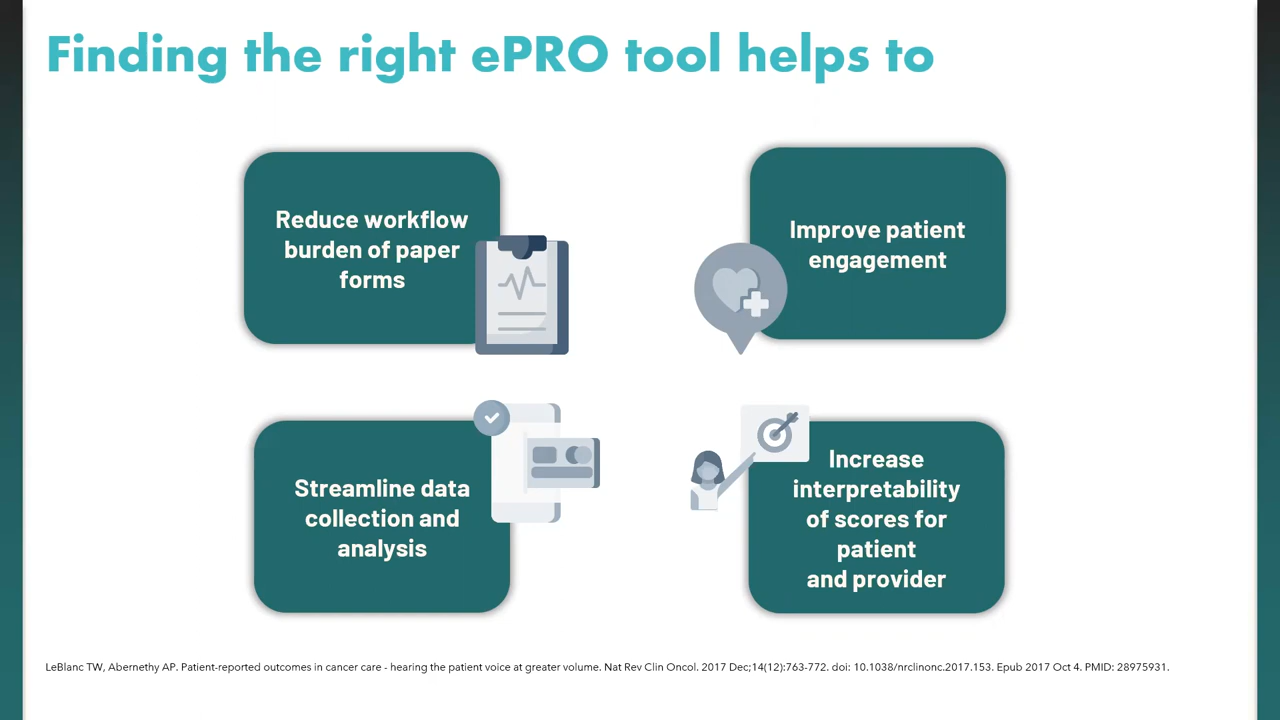 Finding the right ePRO tool helps to
Reduce workflow
burden of paper
forms
Improve patient
engagement
Streamline data
collection and
analysis
Increase
interpretability
of scores for
patient
and provider
LeBlanc TW, Abernethy AP. Patient-reported outcomes in cancer care - hearing the patient voice at greater volume. Nat Rev Clin Oncol. 2017 Dec;14(12):763-772. doi: 10.1038/nrclinonc.2017.153. Epub 2017 Oct 4. PMID: 28975931.